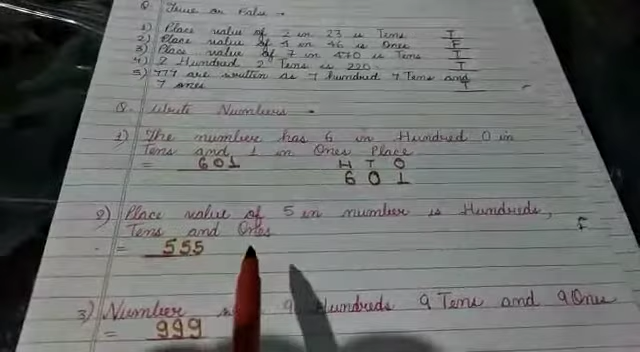 Q. True or False -
1) Place value of 2 in 23 is Tens T
2) Place value of 4 in 46 is Ones F
3) Place value of 7 in 470 is Tens T
4) 2 Hundred 2 Tens is 220. T
5) 777 are written as 7 hundred 7 Tens and
7 ones T
Q. Write Numbers -
1) The number has 6 in Hundred 0 in
Tens and 1 in Ones Place
= 601 H T O
6 0 1
2) Place value of 5 in number is Hundreds,
Tens and Ones
= 555
3) Number 9 Hundreds 9 Tens and 9 Ones
= 999